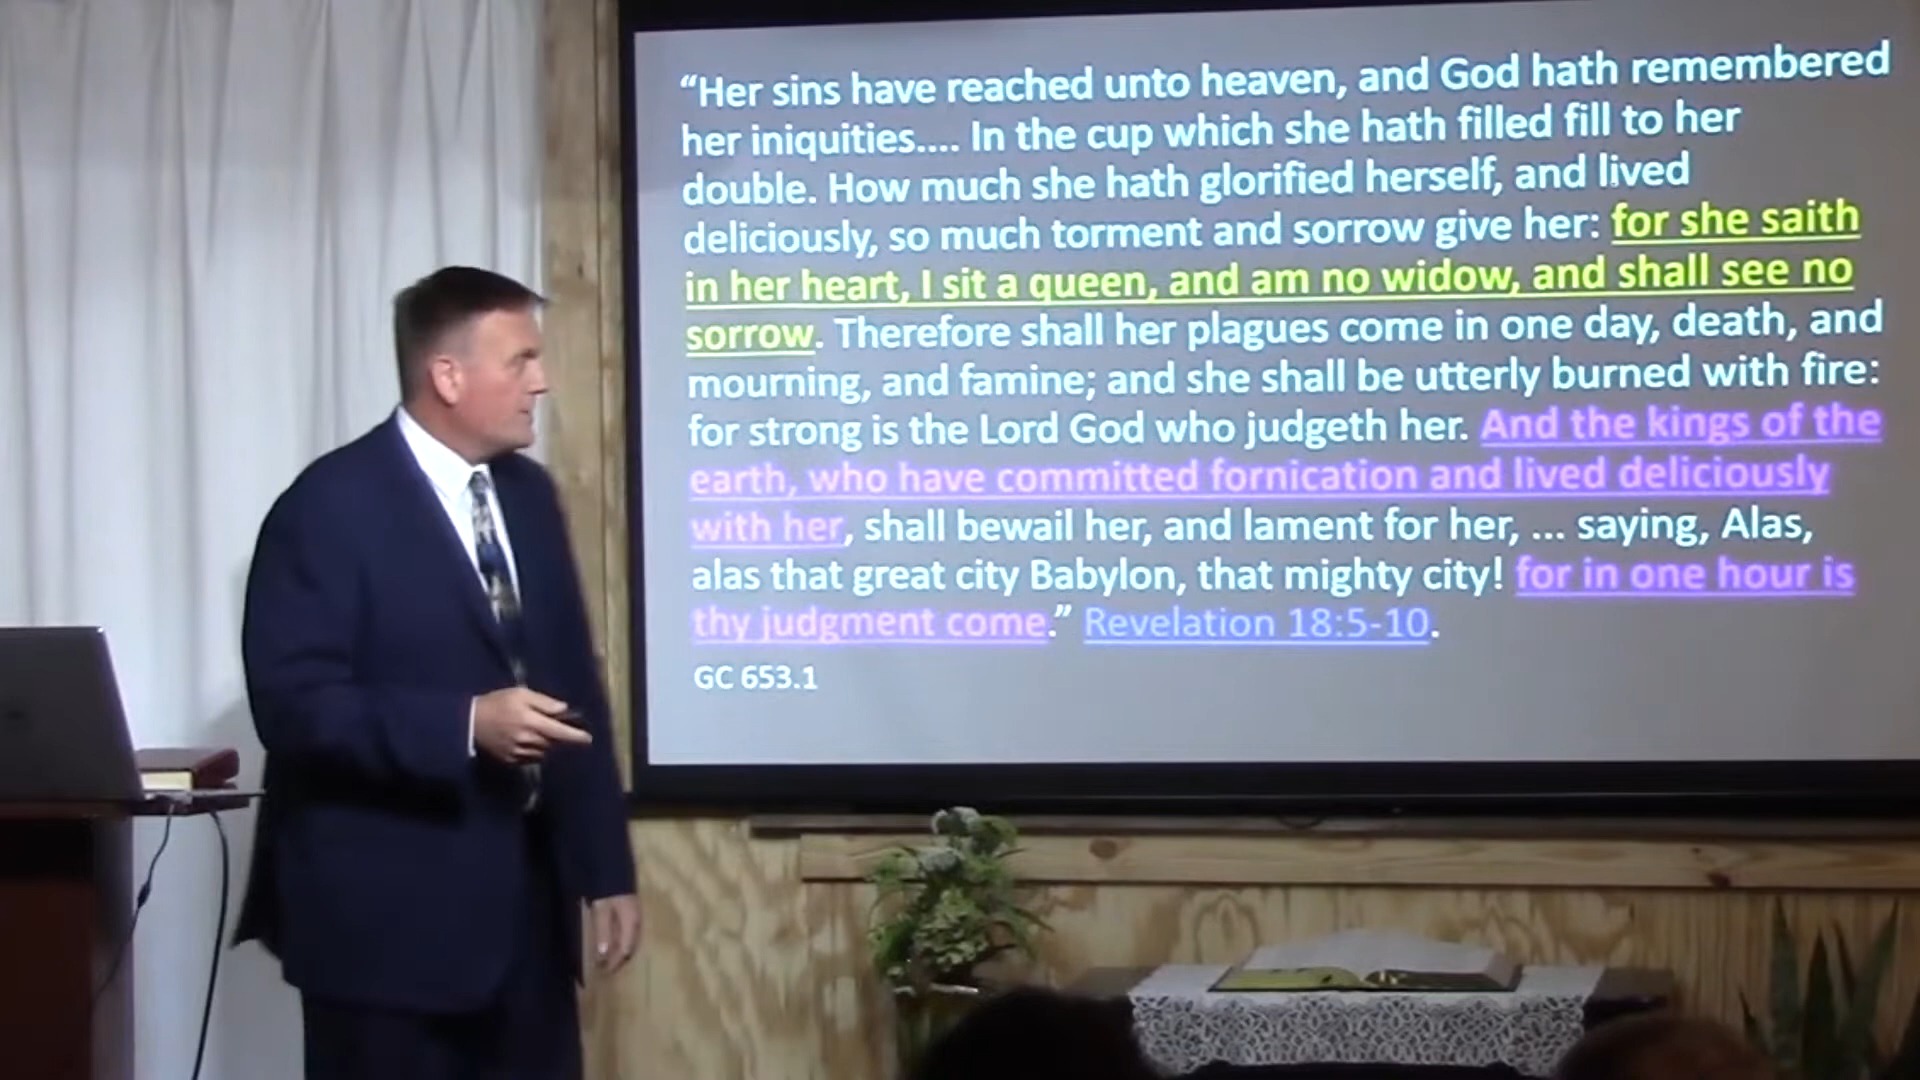 “Her sins have reached unto heaven, and God hath remembered
her iniquities.... In the cup which she hath filled fill to her
double. How much she hath glorified herself, and lived
deliciously, so much torment and sorrow give her: for she saith
in her heart, I sit a queen, and am no widow, and shall see no
sorrow. Therefore shall her plagues come in one day, death, and
mourning, and famine; and she shall be utterly burned with fire:
for strong is the Lord God who judgeth her. And the kings of the
earth, who have committed fornication and lived deliciously
with her, shall bewail her, and lament for her, ... saying, Alas,
alas that great city Babylon, that mighty city! for in one hour is
thy judgment come.” Revelation 18:5-10.
GC 653.1